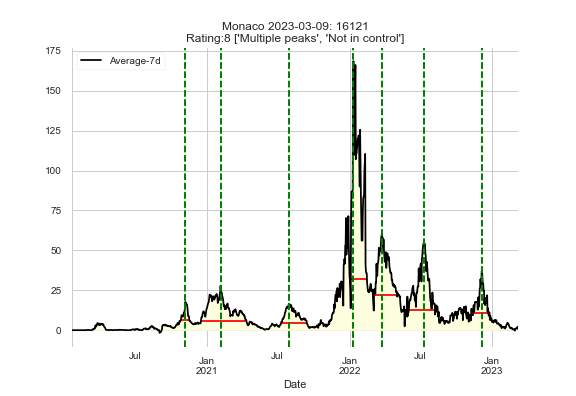 Monaco 2023-03-09: 16121
Rating:8 ['Multiple peaks', 'Not in control']
175
Average-7d
150
125
100
75
50
25
0
Jul
Jan
2021
Jul
Jan
2022
Jul
Jan
2023
Date